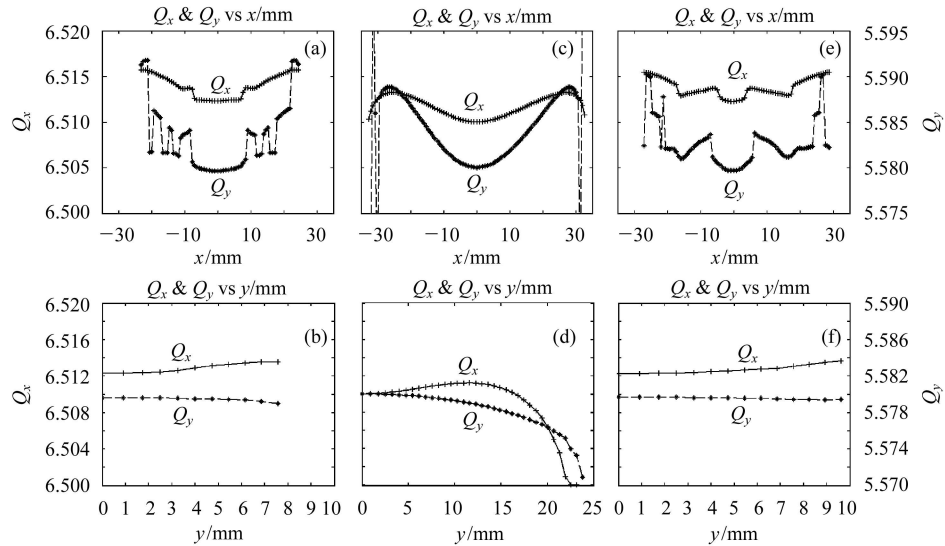 Qx & Qy vs x/mm Qx & Qy vs x/mm Qx & Qy vs x/mm
6.520 (a) (c) (e) 5.595
6.515 5.590
6.510 5.585
6.505 5.580
6.500 5.575
Qx Qx Qx
Qy Qy Qy
Qx Qy
−30 −10 10 30 −30 −10 10 30 −30 −10 10 30
x/mm x/mm x/mm
Qx & Qy vs y/mm Qx & Qy vs y/mm Qx & Qy vs y/mm
6.520 (b) (d) (f) 5.590
6.516 5.586
6.512 5.582
6.508 5.578
6.504 5.574
6.500 5.570
Qx Qx Qx
Qy Qy Qy
Qx Qy
0 1 2 3 4 5 6 7 8 9 10 0 5 10 15 20 25 0 1 2 3 4 5 6 7 8 9 10
y/mm y/mm y/mm